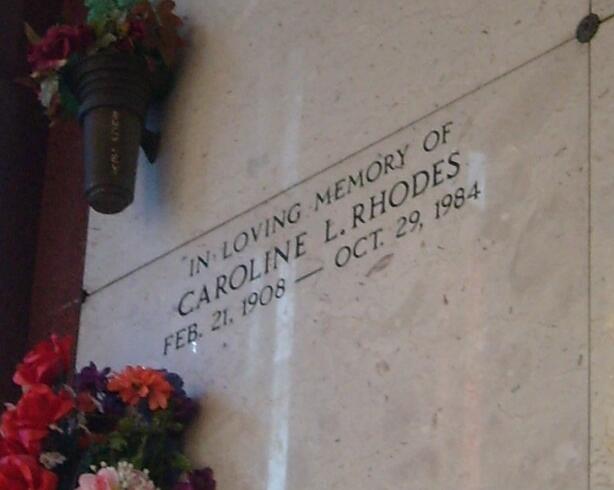 "IN LOVING MEMORY OF
CAROLINE L. RHODES
FEB. 21, 1908 — OCT. 29, 1984